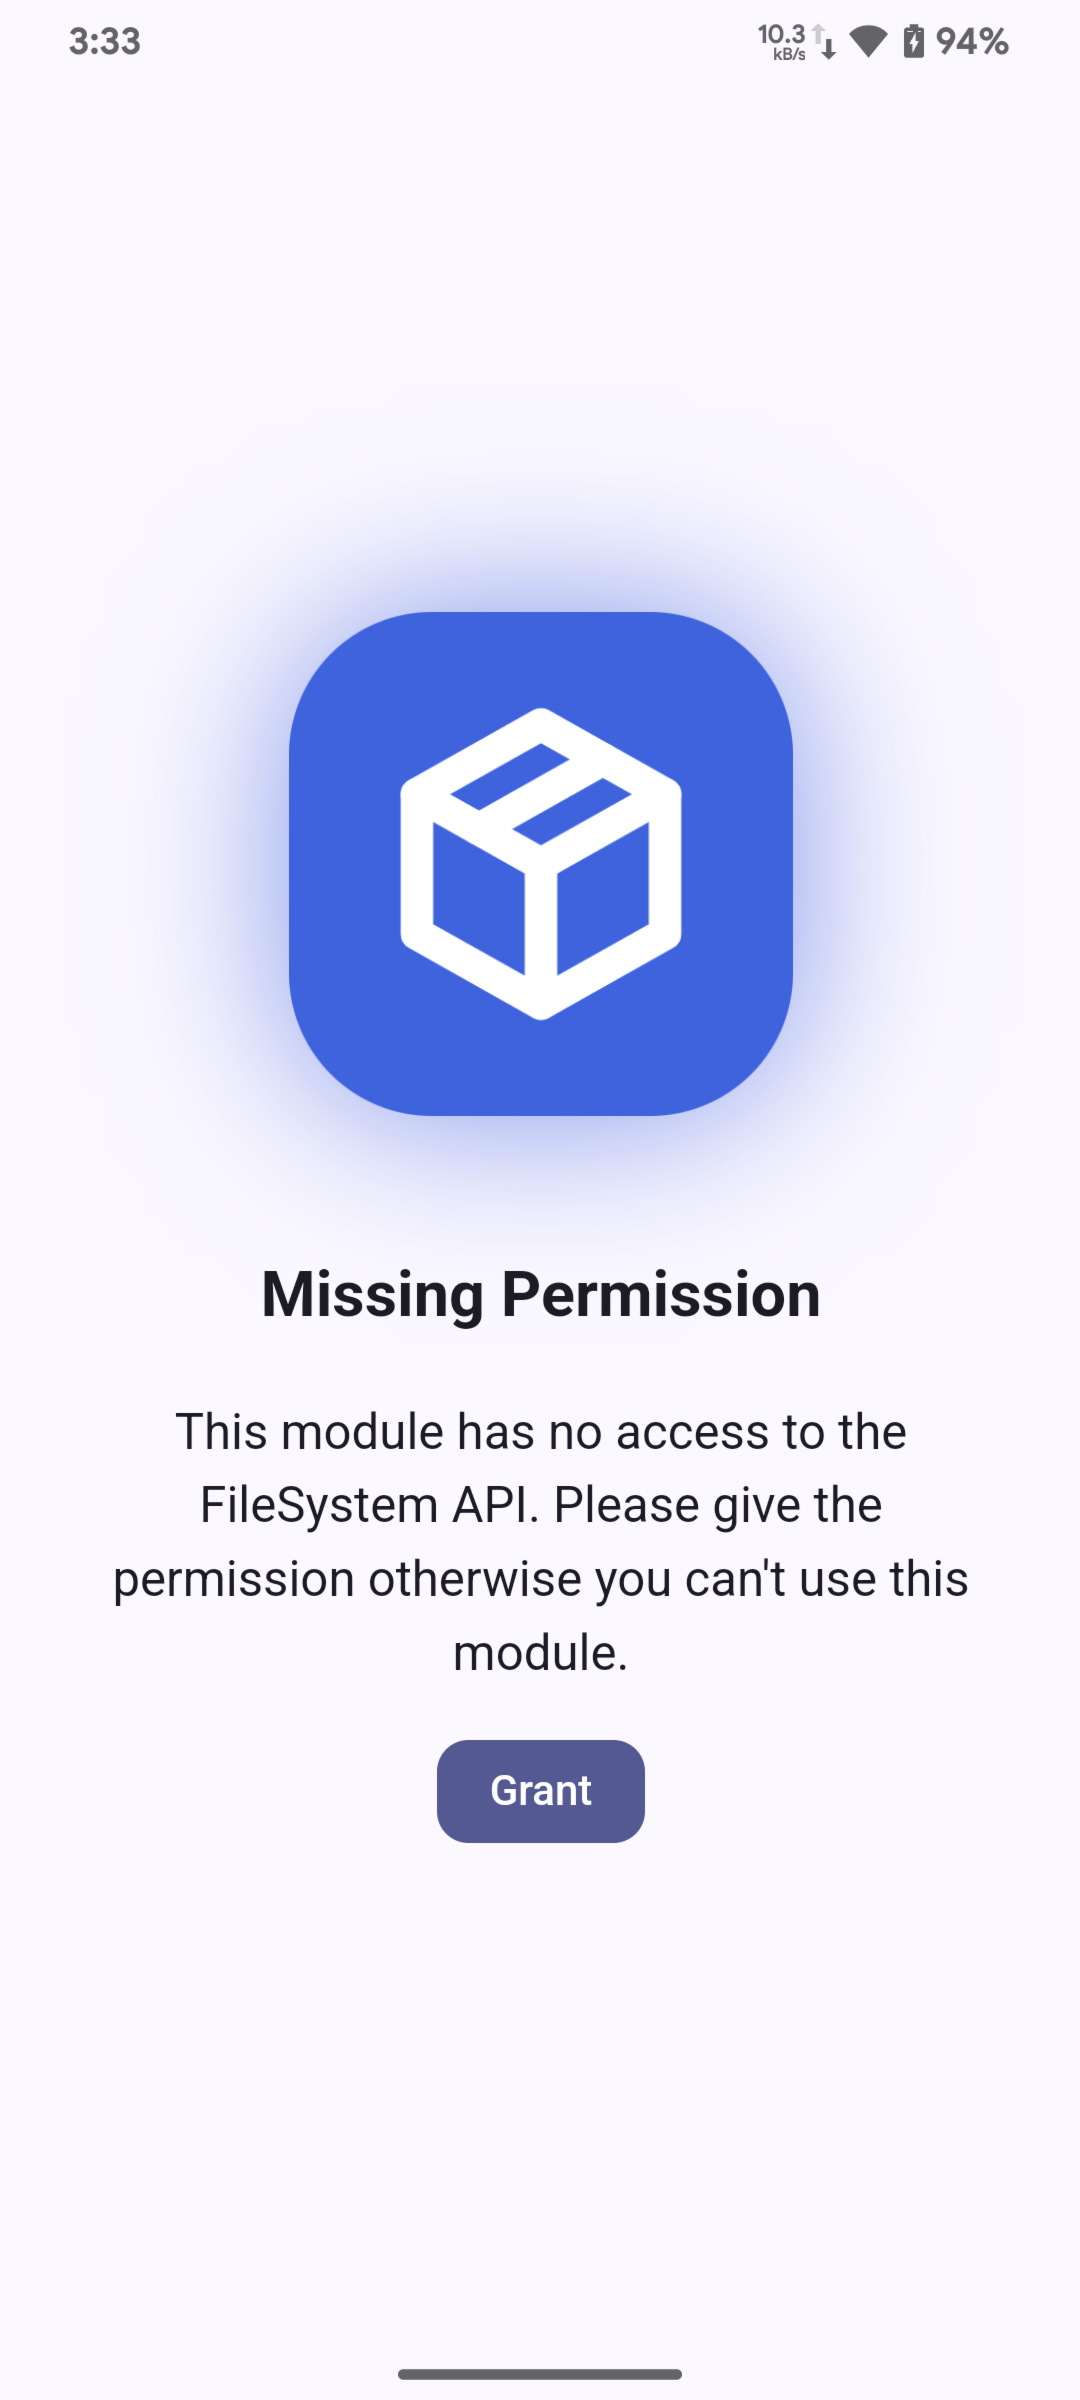 3:33
10.3
kB/s
94%
Missing Permission
This module has no access to the
FileSystem API. Please give the
permission otherwise you can't use this
module.
Grant